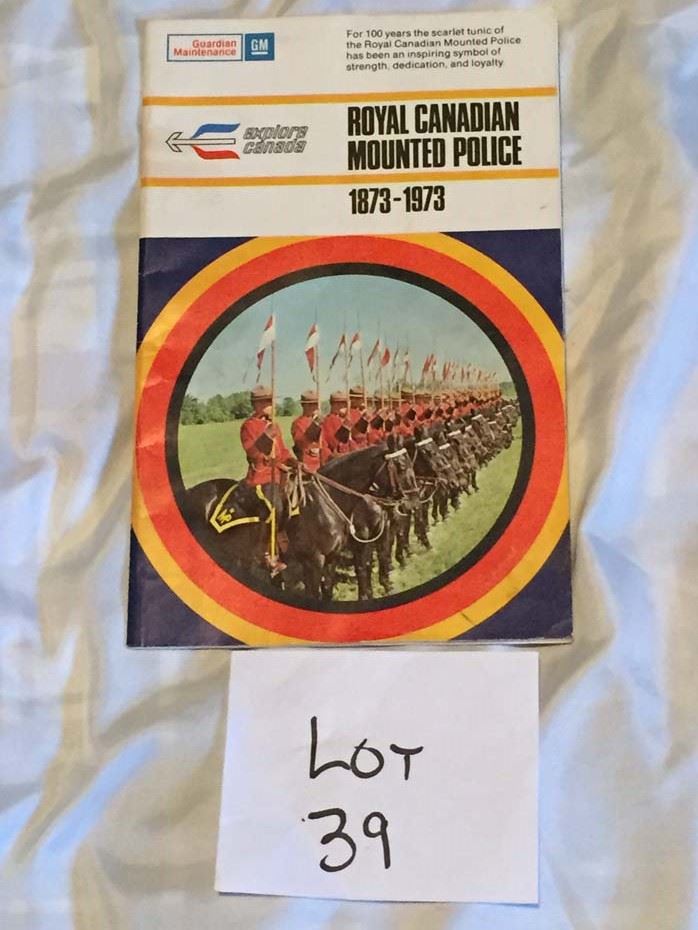 Guardian
Maintenance
GM
For 100 years the scarlet tunic of
the Royal Canadian Mounted Police
has been an inspiring symbol of
strength, dedication, and loyalty.
explore
canada
ROYAL CANADIAN
MOUNTED POLICE
1873-1973
LOT
39